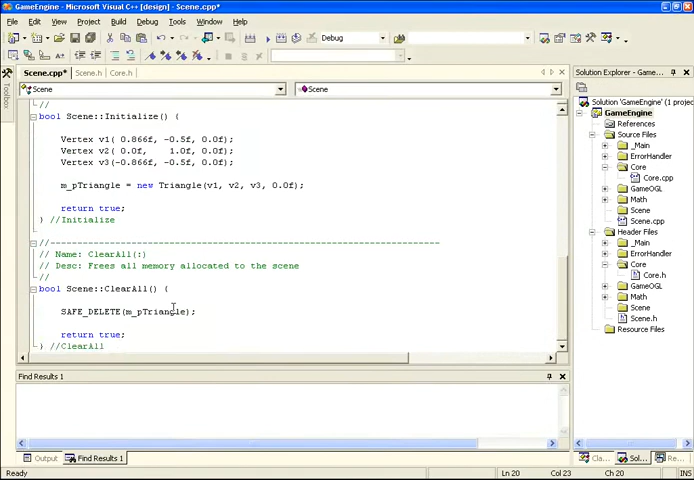 GameEngine - Microsoft Visual C++ [design] - Scene.cpp*
File Edit View Project Build Debug Tools Window Help
Debug
Scene.cpp* Scene.h Core.h
Scene Scene
//
bool Scene::Initialize() {
Vertex v1( 0.866f, -0.5f, 0.0f);
Vertex v2( 0.0f, 1.0f, 0.0f);
Vertex v3(-0.866f, -0.5f, 0.0f);
m_pTriangle = new Triangle(v1, v2, v3, 0.0f);
return true;
} //Initialize
//------------------------------------------------------------------
// Name: ClearAll(:)
// Desc: Frees all memory allocated to the scene
//
bool Scene::ClearAll() {
SAFE_DELETE(m_pTriangle);
return true;
} //ClearAll
Toolbox
Find Results 1
Output Find Results 1
Solution Explorer - Game...
Solution 'GameEngine' (1 projec
GameEngine
References
Source Files
_Main
ErrorHandler
Core
Core.cpp
GameOGL
Math
Scene
Scene.cpp
Header Files
_Main
ErrorHandler
Core
Core.h
GameOGL
Math
Scene
Scene.h
Resource Files
Cla... Sol... Re...
Ready Ln 20 Col 23 Ch 20 INS